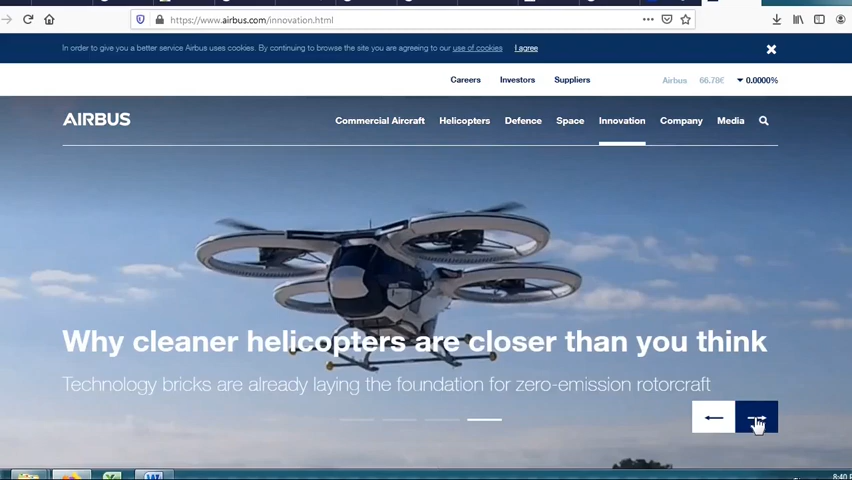 https://www.airbus.com/innovation.html
In order to give you a better service Airbus uses cookies. By continuing to browse the site you are agreeing to our use of cookies I agree
Careers Investors Suppliers Airbus 66.78€ 0.0000%
AIRBUS Commercial Aircraft Helicopters Defence Space Innovation Company Media
Why cleaner helicopters are closer than you think
Technology bricks are already laying the foundation for zero-emission rotorcraft